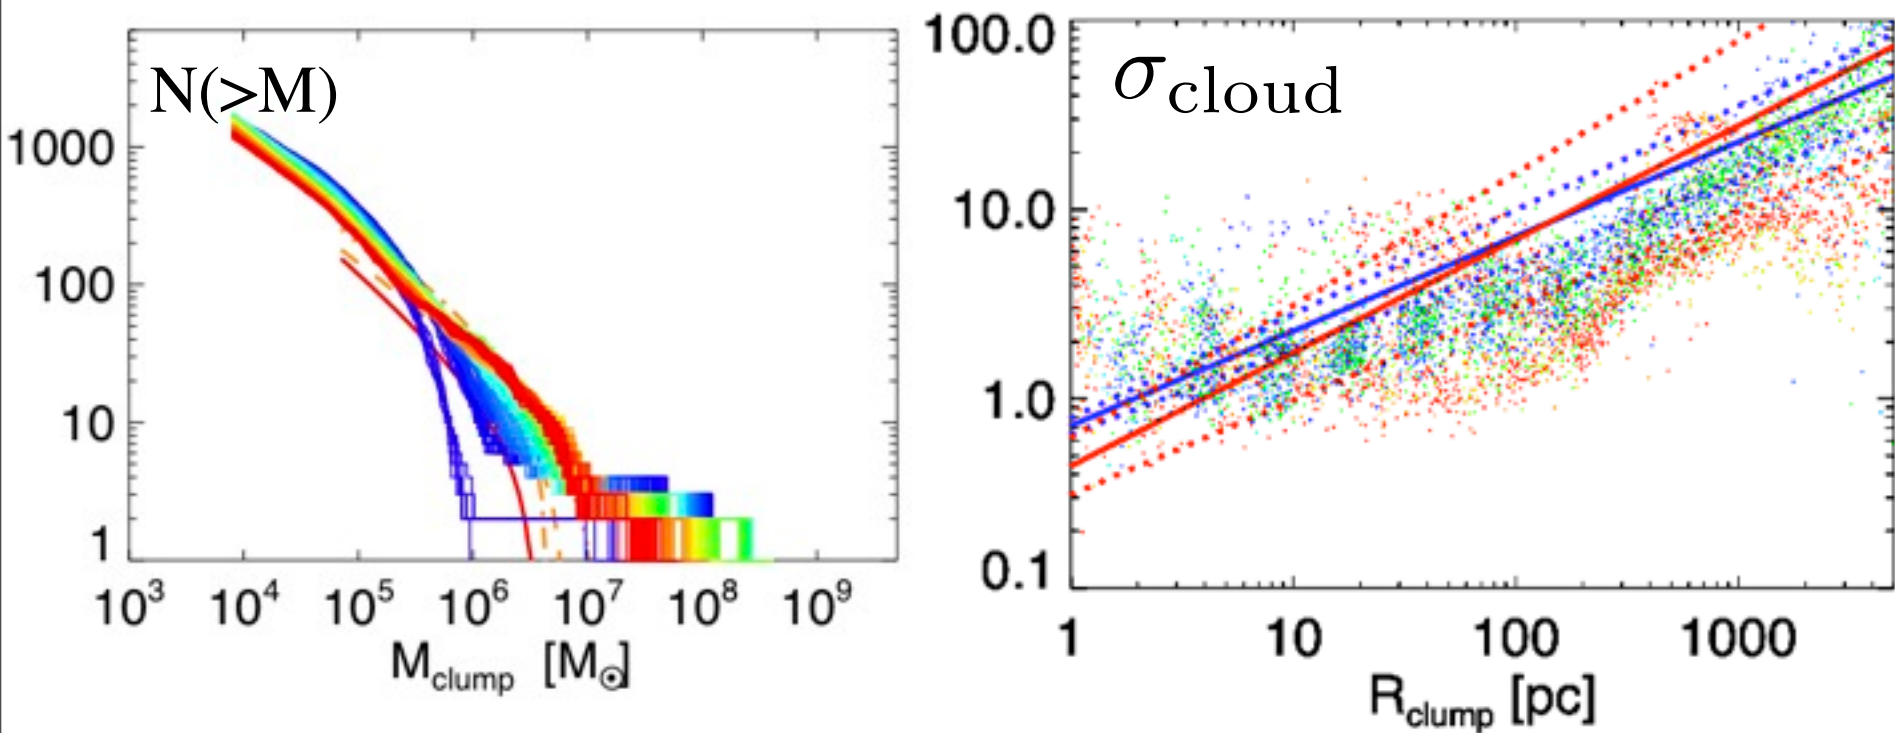 N(>M)
1000
100
10
1
10³ 10⁴ 10⁵ 10⁶ 10⁷ 10⁸ 10⁹
M_clump [M_⊙]
σ_cloud
100.0
10.0
1.0
0.1
1 10 100 1000
R_clump [pc]